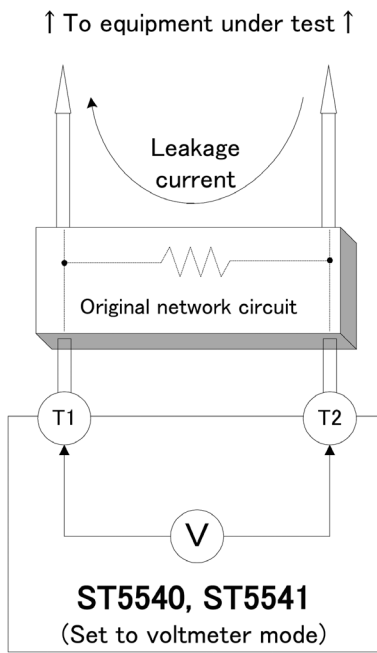 ↑ To equipment under test ↑
Leakage
current
Original network circuit
T1
T2
V
ST5540, ST5541
(Set to voltmeter mode)